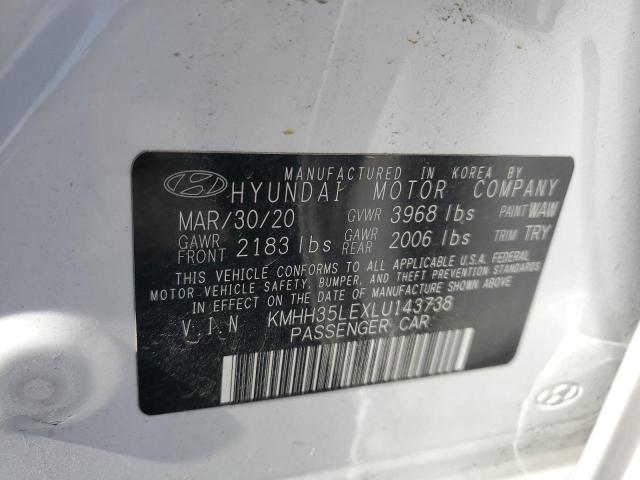 MANUFACTURED IN KOREA BY
HYUNDAI MOTOR COMPANY
MAR/30/20 GVWR 3968 lbs PAINT WAW
GAWR FRONT 2183 lbs GAWR REAR 2006 lbs TRIM TRY
THIS VEHICLE CONFORMS TO ALL APPLICABLE U.S.A. FEDERAL
MOTOR VEHICLE SAFETY, BUMPER, AND THEFT PREVENTION STANDARDS
IN EFFECT ON THE DATE OF MANUFACTURE SHOWN ABOVE.
V I N KMHH35LEXLU143738
PASSENGER CAR